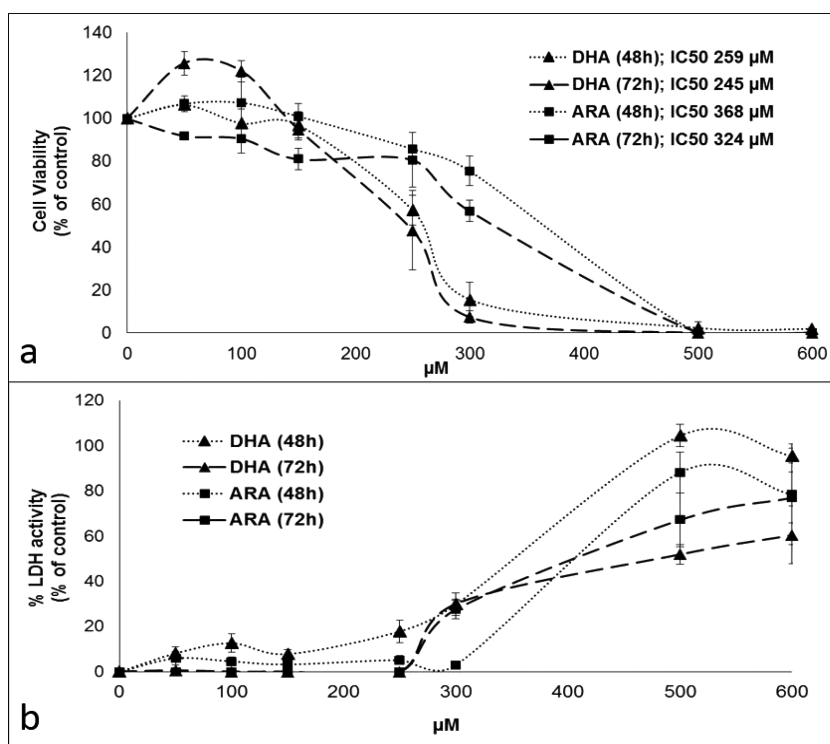 140
120
100
80
60
40
20
0
Cell Viability
(% of control)
DHA (48h); IC50 259 µM
DHA (72h); IC50 245 µM
ARA (48h); IC50 368 µM
ARA (72h); IC50 324 µM
0 100 200 300 400 500 600
µM
a
120
100
80
60
40
20
0
% LDH activity
(% of control)
DHA (48h)
DHA (72h)
ARA (48h)
ARA (72h)
0 100 200 300 400 500 600
µM
b